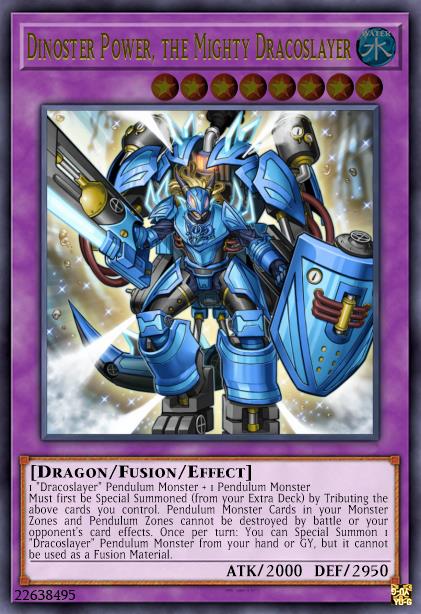 Dinoster Power, the Mighty Dracoslayer
WATER
水
[Dragon/Fusion/Effect]
1 "Dracoslayer" Pendulum Monster + 1 Pendulum Monster
Must first be Special Summoned (from your Extra Deck) by Tributing the
above cards you control. Pendulum Monster Cards in your Monster
Zones and Pendulum Zones cannot be destroyed by battle or your
opponent's card effects. Once per turn: You can Special Summon 1
"Dracoslayer" Pendulum Monster from your hand or GY, but it cannot
be used as a Fusion Material.
ATK/2000 DEF/2950
22638495